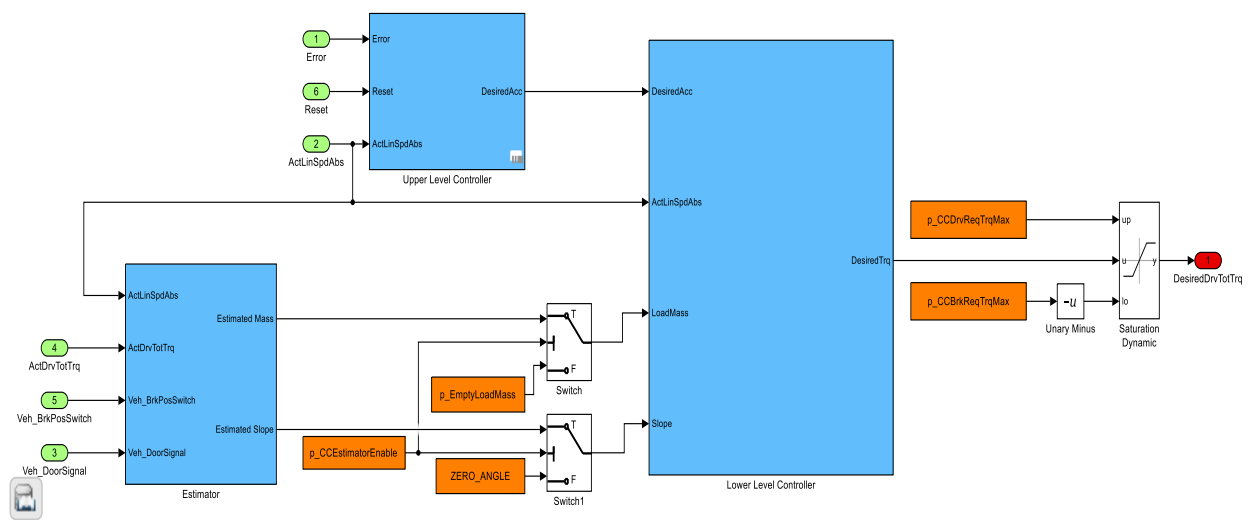 1
Error
6
Reset
2
ActLinSpdAbs
Error
Reset
ActLinSpdAbs
DesiredAcc
Upper Level Controller
DesiredAcc
ActLinSpdAbs
LoadMass
Slope
DesiredTrq
Lower Level Controller
p_CCDrvReqTrqMax
p_CCBrkReqTrqMax
-u
Unary Minus
up
u
lo
y
Saturation
Dynamic
1
DesiredDrvTotTrq
4
ActDrvTotTrq
5
Veh_BrkPosSwitch
3
Veh_DoorSignal
ActLinSpdAbs
ActDrvTotTrq
Veh_BrkPosSwitch
Veh_DoorSignal
Estimated Mass
Estimated Slope
Estimator
T
F
Switch
p_EmptyLoadMass
p_CCEstimatorEnable
ZERO_ANGLE
T
F
Switch1